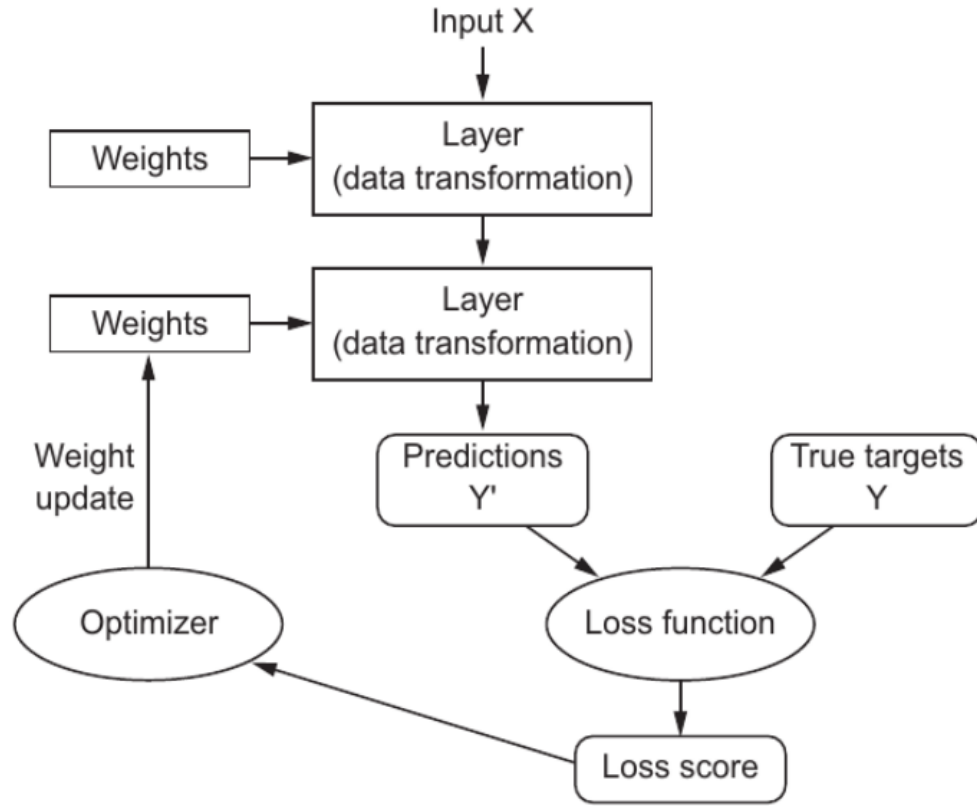 Input X
Layer
(data transformation)
Weights
Layer
(data transformation)
Weights
Predictions
Y'
True targets
Y
Weight
update
Optimizer
Loss function
Loss score